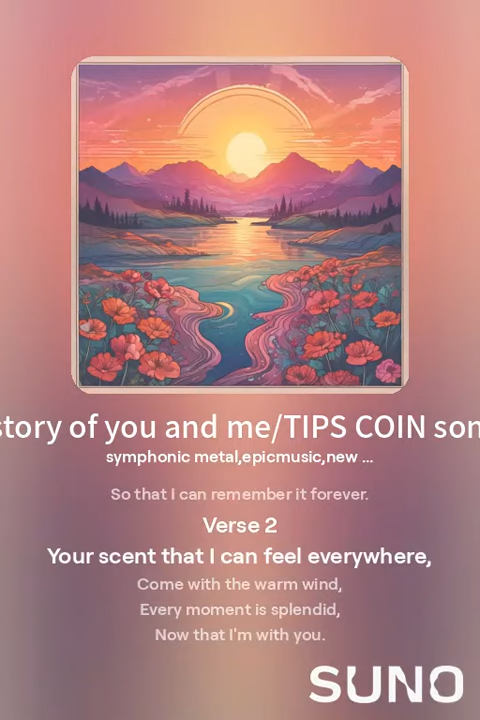 story of you and me/TIPS COIN son
symphonic metal,epicmusic,new ...
So that I can remember it forever.
Verse 2
Your scent that I can feel everywhere,
Come with the warm wind,
Every moment is splendid,
Now that I'm with you.
SUNO